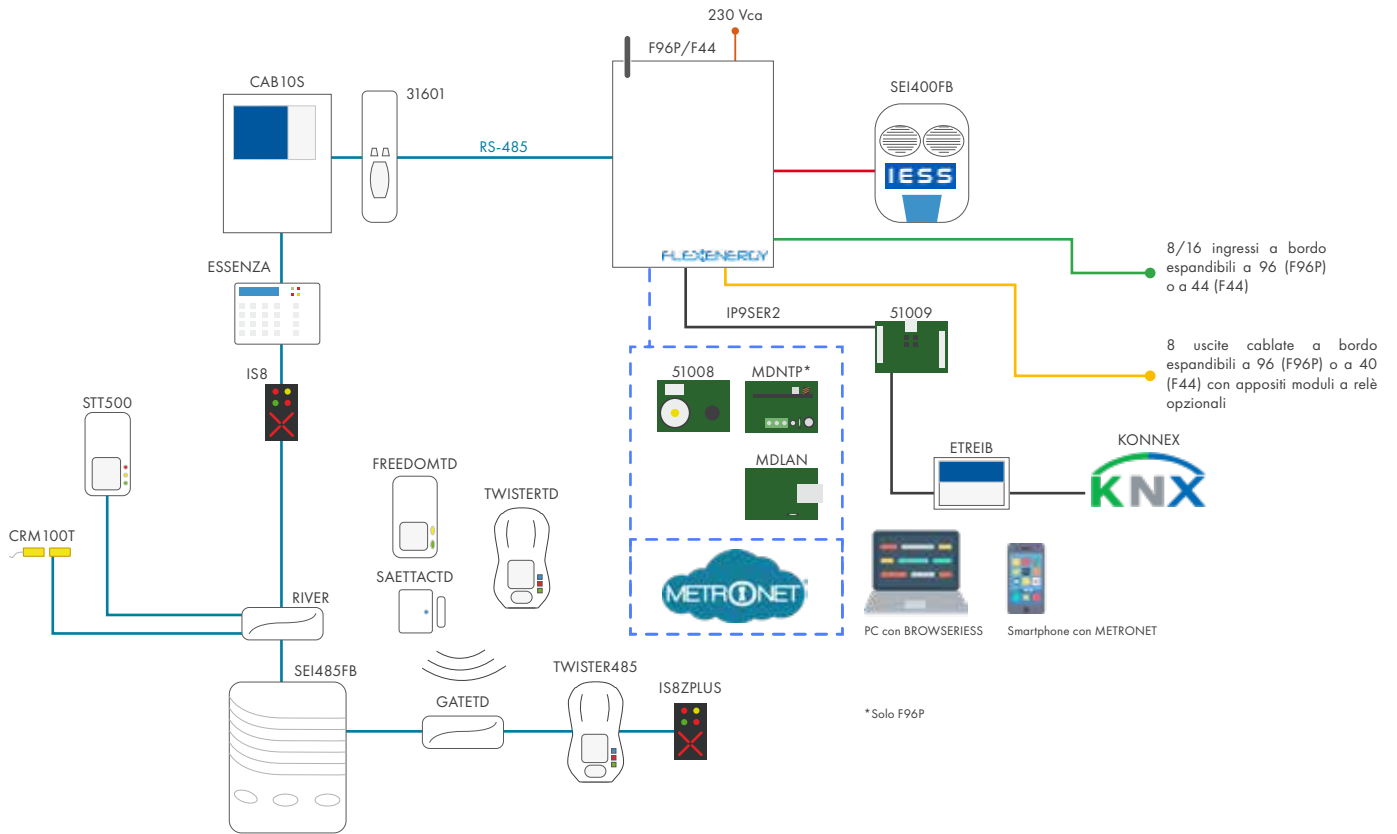 230 Vca
F96P/F44
CAB10S
31601
SEI400FB
RS-485
IESS
FLEXENERGY
8/16 ingressi a bordo
espandibili a 96 (F96P)
o a 44 (F44)
ESSENZA
IP9SER2
51009
8 uscite cablate a bordo
espandibili a 96 (F96P) o a 40
(F44) con appositi moduli a relè
opzionali
IS8
51008
MDNTP*
STT500
ETREIB
KONNEX
KNX
FREEDOMTD
TWISTERTD
MDLAN
CRM100T
SAETTACTD
METRONET
RIVER
PC con BROWSERIESS
Smartphone con METRONET
SEI485FB
TWISTER485
GATETD
IS8ZPLUS
*Solo F96P